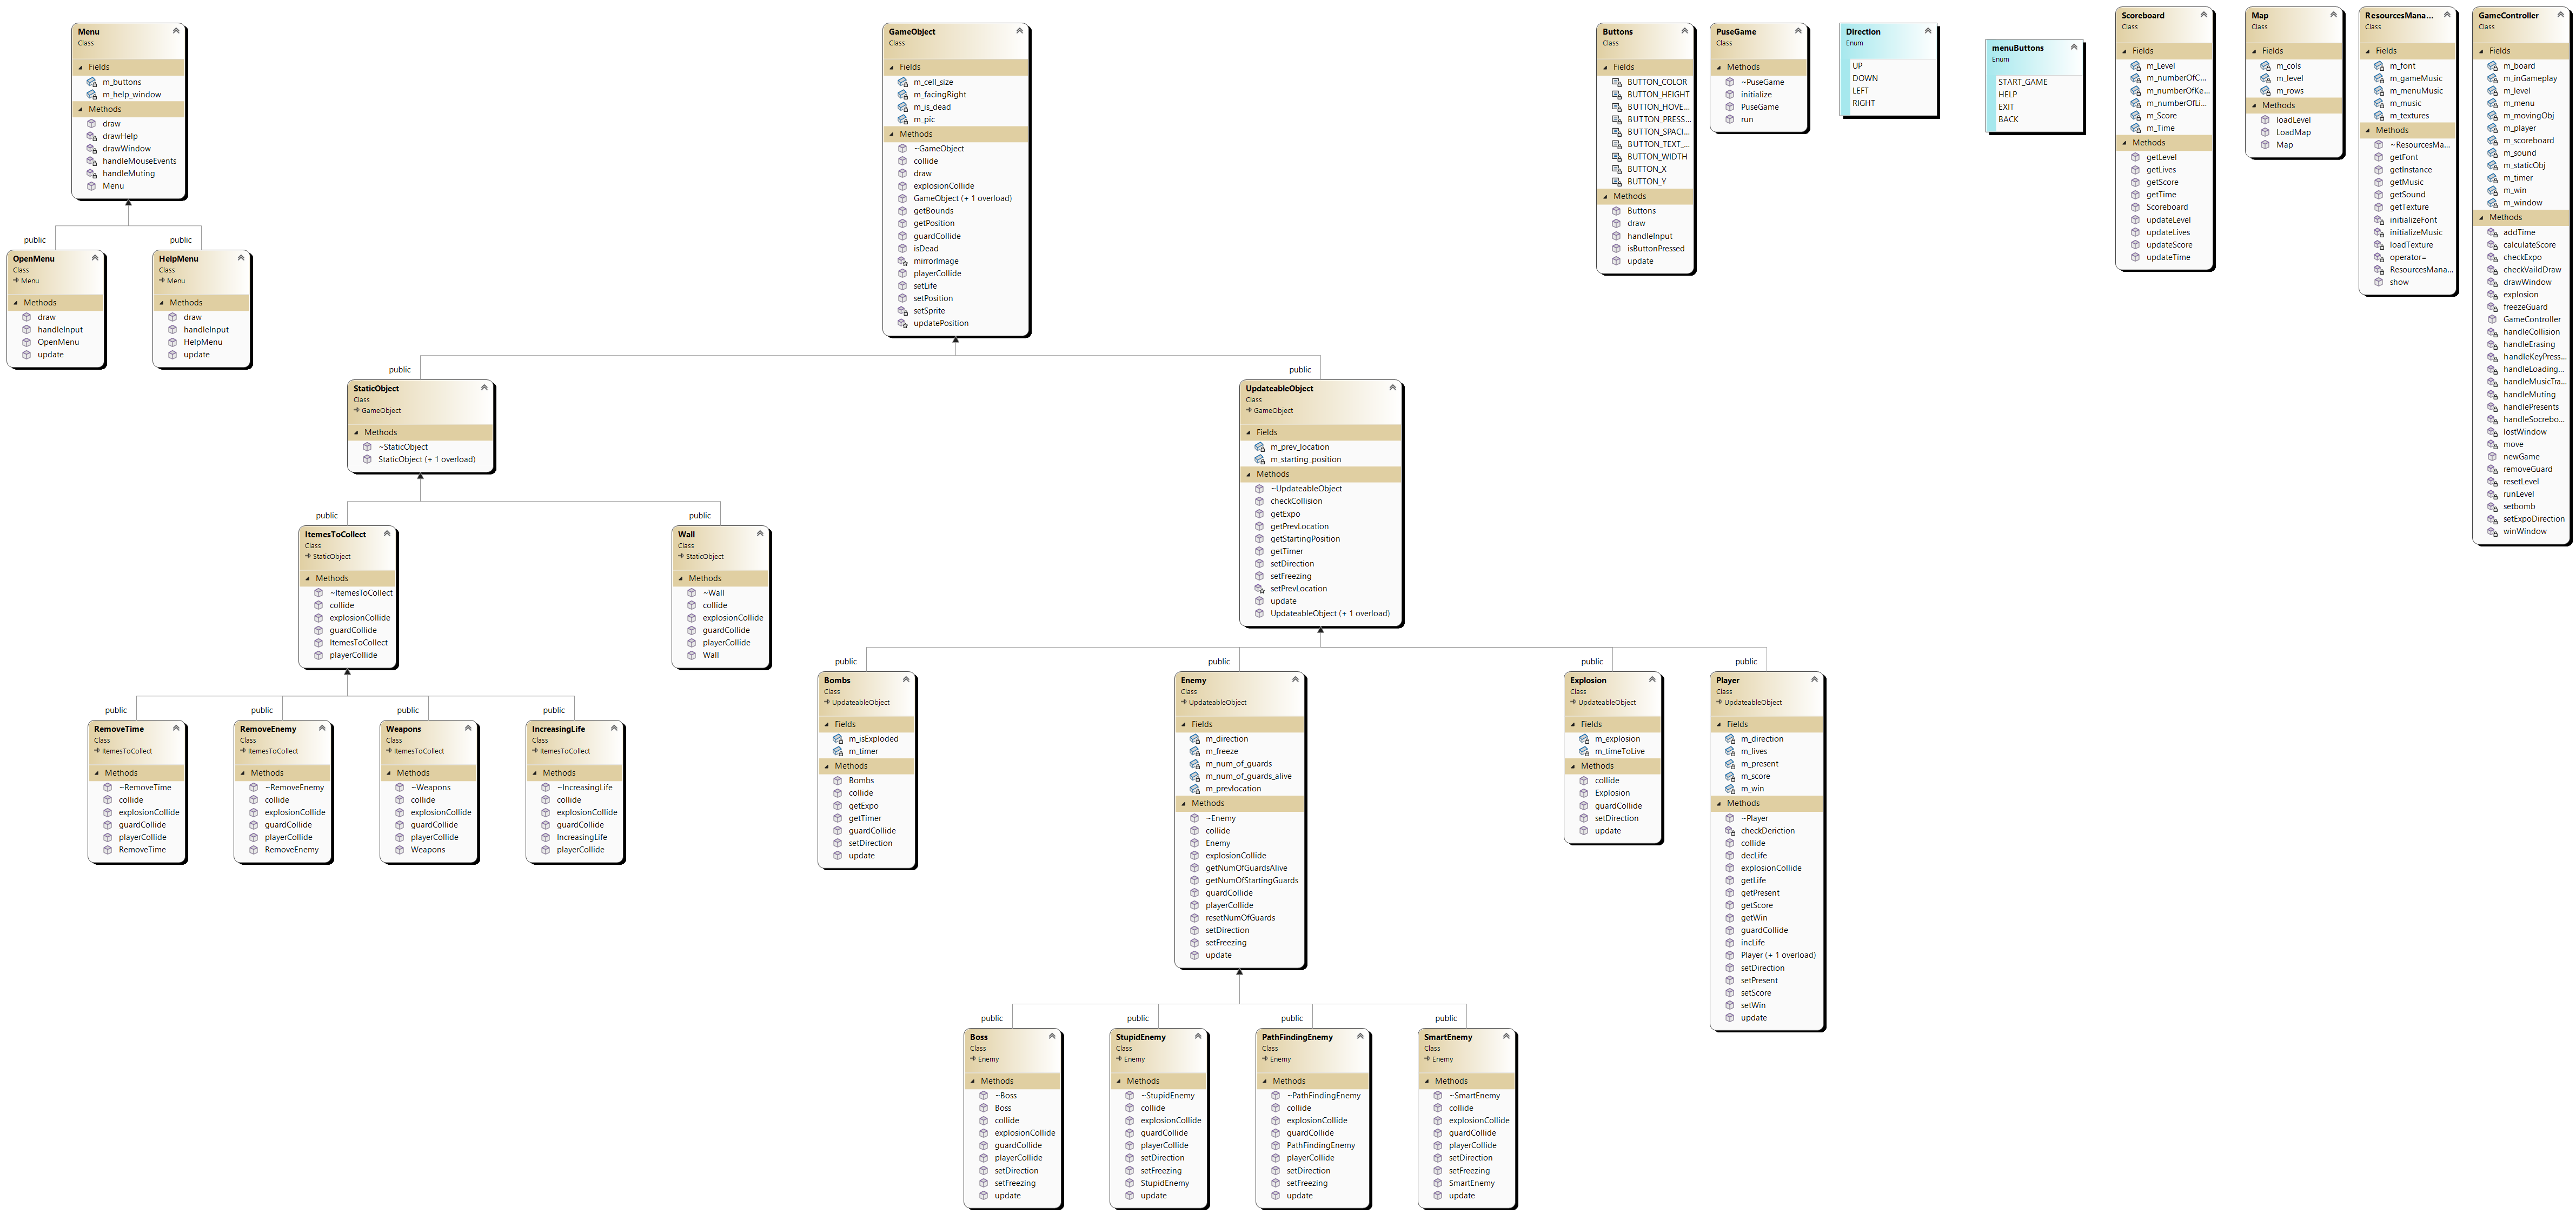 Menu
Class
Fields
m_buttons
m_help_window
Methods
draw
drawHelp
drawWindow
handleMouseEvents
handleMuting
Menu
public
public
OpenMenu
Class
Menu
Methods
draw
handleInput
OpenMenu
update
HelpMenu
Class
Menu
Methods
draw
handleInput
HelpMenu
update
GameObject
Class
Fields
m_cell_size
m_facingRight
m_is_dead
m_pic
Methods
~GameObject
collide
draw
explosionCollide
GameObject (+ 1 overload)
getBounds
getPosition
guardCollide
isDead
mirrorImage
playerCollide
setLife
setPosition
setSprite
updatePosition
public
public
StaticObject
Class
GameObject
Methods
~StaticObject
StaticObject (+ 1 overload)
public
public
ItemesToCollect
Class
StaticObject
Methods
~ItemesToCollect
collide
explosionCollide
guardCollide
ItemesToCollect
playerCollide
Wall
Class
StaticObject
Methods
~Wall
collide
explosionCollide
guardCollide
playerCollide
Wall
public
public
public
public
RemoveTime
Class
ItemesToCollect
Methods
~RemoveTime
collide
explosionCollide
guardCollide
playerCollide
RemoveTime
RemoveEnemy
Class
ItemesToCollect
Methods
~RemoveEnemy
collide
explosionCollide
guardCollide
playerCollide
RemoveEnemy
Weapons
Class
ItemesToCollect
Methods
~Weapons
collide
explosionCollide
guardCollide
playerCollide
Weapons
IncreasingLife
Class
ItemesToCollect
Methods
~IncreasingLife
collide
explosionCollide
guardCollide
IncreasingLife
playerCollide
UpdateableObject
Class
GameObject
Fields
m_prev_location
m_starting_position
Methods
~UpdateableObject
checkCollision
getExpo
getPrevLocation
getStartingPosition
getTimer
setDirection
setFreezing
setPrevLocation
update
UpdateableObject (+ 1 overload)
public
public
public
public
Bombs
Class
UpdateableObject
Fields
m_isExploded
m_timer
Methods
Bombs
collide
getExpo
getTimer
guardCollide
setDirection
update
Enemy
Class
UpdateableObject
Fields
m_direction
m_freeze
m_num_of_guards
m_num_of_guards_alive
m_prevlocation
Methods
~Enemy
collide
Enemy
explosionCollide
getNumOfGuardsAlive
getNumOfStartingGuards
guardCollide
playerCollide
resetNumOfGuards
setDirection
setFreezing
update
Explosion
Class
UpdateableObject
Fields
m_explosion
m_timeToLive
Methods
collide
Explosion
guardCollide
setDirection
update
Player
Class
UpdateableObject
Fields
m_direction
m_lives
m_present
m_score
m_win
Methods
~Player
checkDeriction
collide
decLife
explosionCollide
getLife
getPresent
getScore
getWin
guardCollide
incLife
Player (+ 1 overload)
setDirection
setPresent
setScore
setWin
update
public
public
public
public
Boss
Class
Enemy
Methods
~Boss
Boss
collide
explosionCollide
guardCollide
playerCollide
setDirection
setFreezing
update
StupidEnemy
Class
Enemy
Methods
~StupidEnemy
collide
explosionCollide
guardCollide
playerCollide
setDirection
setFreezing
StupidEnemy
update
PathFindingEnemy
Class
Enemy
Methods
~PathFindingEnemy
collide
explosionCollide
guardCollide
PathFindingEnemy
playerCollide
setDirection
setFreezing
update
SmartEnemy
Class
Enemy
Methods
~SmartEnemy
collide
explosionCollide
guardCollide
playerCollide
setDirection
setFreezing
SmartEnemy
update
Buttons
Class
Fields
BUTTON_COLOR
BUTTON_HEIGHT
BUTTON_HOVE...
BUTTON_PRESS...
BUTTON_SPACI...
BUTTON_TEXT_...
BUTTON_WIDTH
BUTTON_X
BUTTON_Y
Methods
Buttons
draw
handleInput
isButtonPressed
update
PuseGame
Class
Methods
~PuseGame
initialize
PuseGame
run
Direction
Enum
UP
DOWN
LEFT
RIGHT
menuButtons
Enum
START_GAME
HELP
EXIT
BACK
Scoreboard
Class
Fields
m_Level
m_numberOfC...
m_numberOfKe...
m_numberOfLi...
m_Score
m_Time
Methods
getLevel
getLives
getScore
getTime
Scoreboard
updateLevel
updateLives
updateScore
updateTime
Map
Class
Fields
m_cols
m_level
m_rows
Methods
loadLevel
LoadMap
Map
ResourcesMana...
Class
Fields
m_font
m_gameMusic
m_menuMusic
m_music
m_textures
Methods
~ResourcesMa...
getFont
getInstance
getMusic
getSound
getTexture
initializeFont
initializeMusic
loadTexture
operator=
ResourcesMana...
show
GameController
Class
Fields
m_board
m_inGameplay
m_level
m_menu
m_movingObj
m_player
m_scoreboard
m_sound
m_staticObj
m_timer
m_win
m_window
Methods
addTime
calculateScore
checkExpo
checkVaildDraw
drawWindow
explosion
freezeGuard
GameController
handleCollision
handleErasing
handleKeyPress...
handleLoading...
handleMusicTra...
handleMuting
handlePresents
handleSocrebo...
lostWindow
move
newGame
removeGuard
resetLevel
runLevel
setbomb
setExpoDirection
winWindow